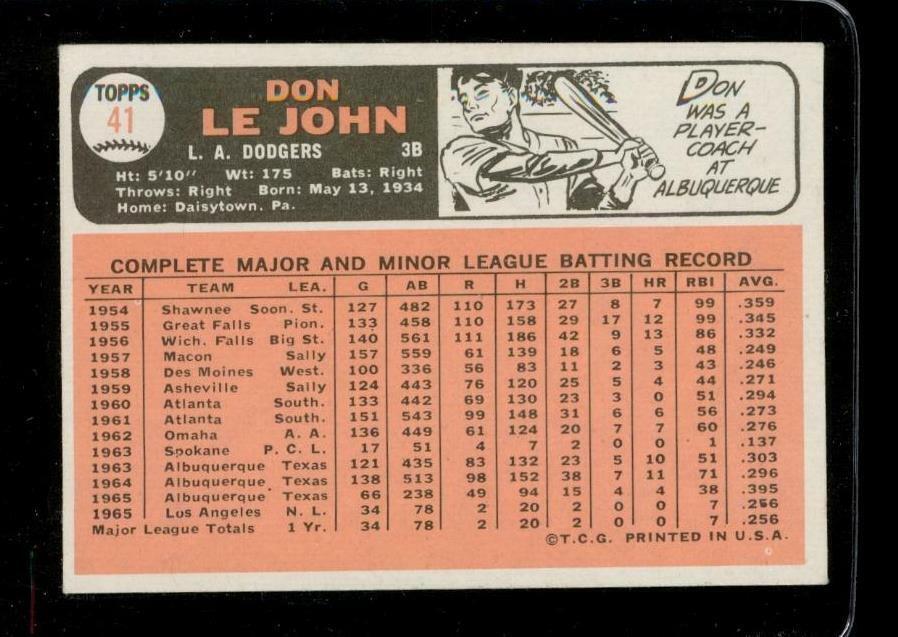 TOPPS
41
DON
LE JOHN
L. A. DODGERS 3B
Ht: 5'10" Wt: 175 Bats: Right
Throws: Right Born: May 13, 1934
Home: Daisytown, Pa.
DON
WAS A
PLAYER-
COACH
AT
ALBUQUERQUE
COMPLETE MAJOR AND MINOR LEAGUE BATTING RECORD
YEAR TEAM LEA. G AB R H 2B 3B HR RBI AVG.
1954 Shawnee Soon. St. 127 482 110 173 27 8 7 99 .359
1955 Great Falls Pion. 133 458 110 158 29 17 12 99 .345
1956 Wich. Falls Big St. 140 561 111 186 42 9 13 86 .332
1957 Macon Sally 157 559 61 139 18 6 5 48 .249
1958 Des Moines West. 100 336 56 83 11 2 3 43 .246
1959 Asheville Sally 124 443 76 120 25 5 4 44 .271
1960 Atlanta South. 133 442 69 130 23 3 0 51 .294
1961 Atlanta South. 151 543 99 148 31 6 6 56 .273
1962 Omaha A. A. 136 449 61 124 20 7 7 60 .276
1963 Spokane P. C. L. 17 51 4 7 2 0 0 1 .137
1963 Albuquerque Texas 121 435 83 132 23 5 10 51 .303
1964 Albuquerque Texas 138 513 98 152 38 7 11 71 .296
1965 Albuquerque Texas 66 238 49 94 15 4 4 38 .395
1965 Los Angeles N. L. 34 78 2 20 2 0 0 7 .256
Major League Totals 1 Yr. 34 78 2 20 2 0 0 7 .256
©T.C.G. PRINTED IN U.S.A.